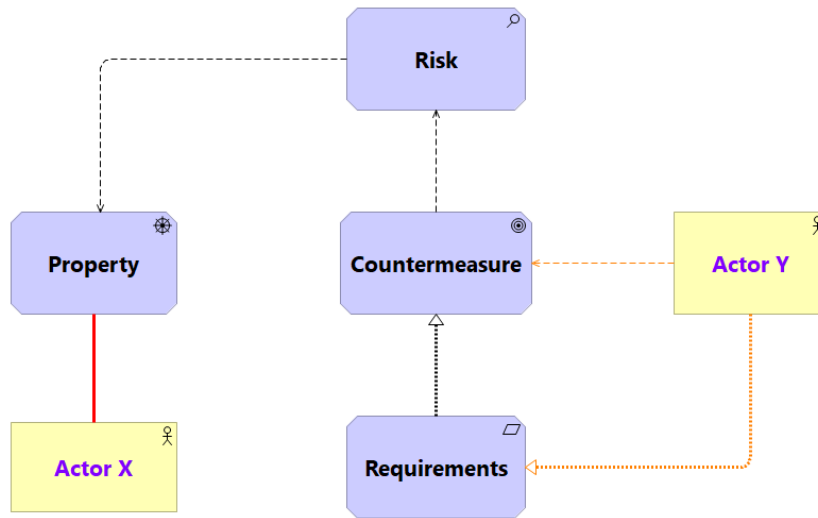 Risk
Property
Countermeasure
Actor Y
Actor X
Requirements